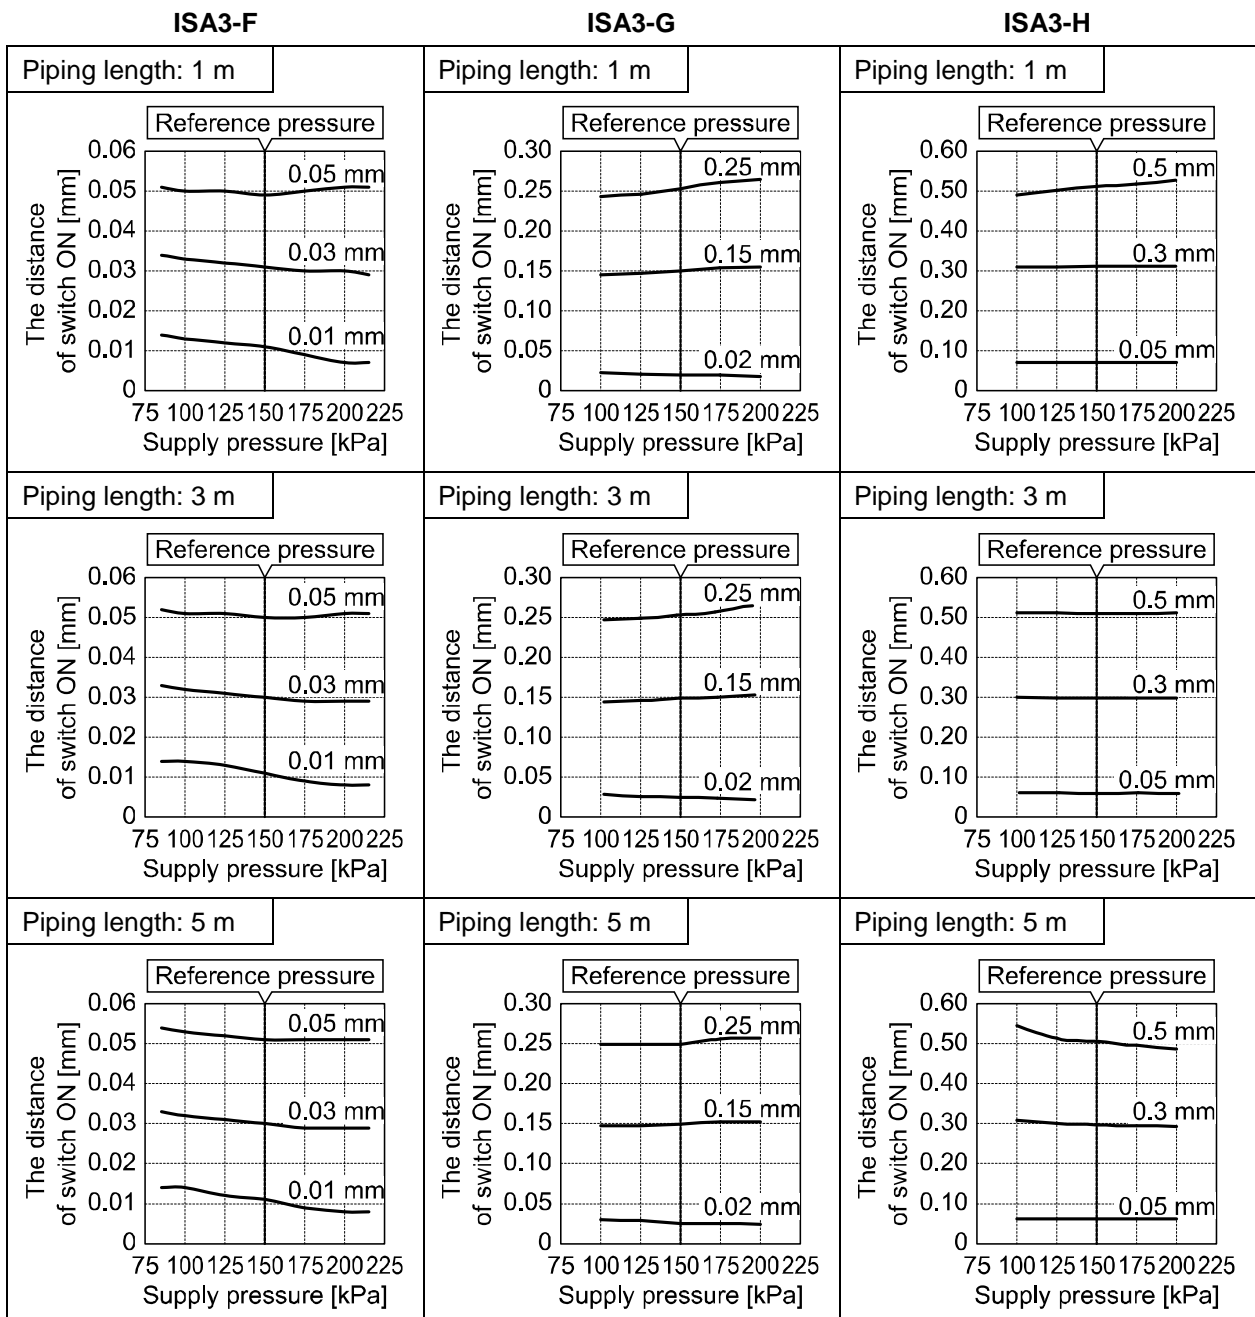 ISA3-F
ISA3-G
ISA3-H
Piping length: 1 m
Reference pressure
The distance
of switch ON [mm]
0.06
0.05
0.04
0.03
0.02
0.01
0
0.05 mm
0.03 mm
0.01 mm
75 100 125 150 175 200 225
Supply pressure [kPa]
Piping length: 1 m
Reference pressure
The distance
of switch ON [mm]
0.30
0.25
0.20
0.15
0.10
0.05
0
0.25 mm
0.15 mm
0.02 mm
75 100 125 150 175 200 225
Supply pressure [kPa]
Piping length: 1 m
Reference pressure
The distance
of switch ON [mm]
0.60
0.50
0.40
0.30
0.20
0.10
0
0.5 mm
0.3 mm
0.05 mm
75 100 125 150 175 200 225
Supply pressure [kPa]
Piping length: 3 m
Reference pressure
The distance
of switch ON [mm]
0.06
0.05
0.04
0.03
0.02
0.01
0
0.05 mm
0.03 mm
0.01 mm
75 100 125 150 175 200 225
Supply pressure [kPa]
Piping length: 3 m
Reference pressure
The distance
of switch ON [mm]
0.30
0.25
0.20
0.15
0.10
0.05
0
0.25 mm
0.15 mm
0.02 mm
75 100 125 150 175 200 225
Supply pressure [kPa]
Piping length: 3 m
Reference pressure
The distance
of switch ON [mm]
0.60
0.50
0.40
0.30
0.20
0.10
0
0.5 mm
0.3 mm
0.05 mm
75 100 125 150 175 200 225
Supply pressure [kPa]
Piping length: 5 m
Reference pressure
The distance
of switch ON [mm]
0.06
0.05
0.04
0.03
0.02
0.01
0
0.05 mm
0.03 mm
0.01 mm
75 100 125 150 175 200 225
Supply pressure [kPa]
Piping length: 5 m
Reference pressure
The distance
of switch ON [mm]
0.30
0.25
0.20
0.15
0.10
0.05
0
0.25 mm
0.15 mm
0.02 mm
75 100 125 150 175 200 225
Supply pressure [kPa]
Piping length: 5 m
Reference pressure
The distance
of switch ON [mm]
0.60
0.50
0.40
0.30
0.20
0.10
0
0.5 mm
0.3 mm
0.05 mm
75 100 125 150 175 200 225
Supply pressure [kPa]